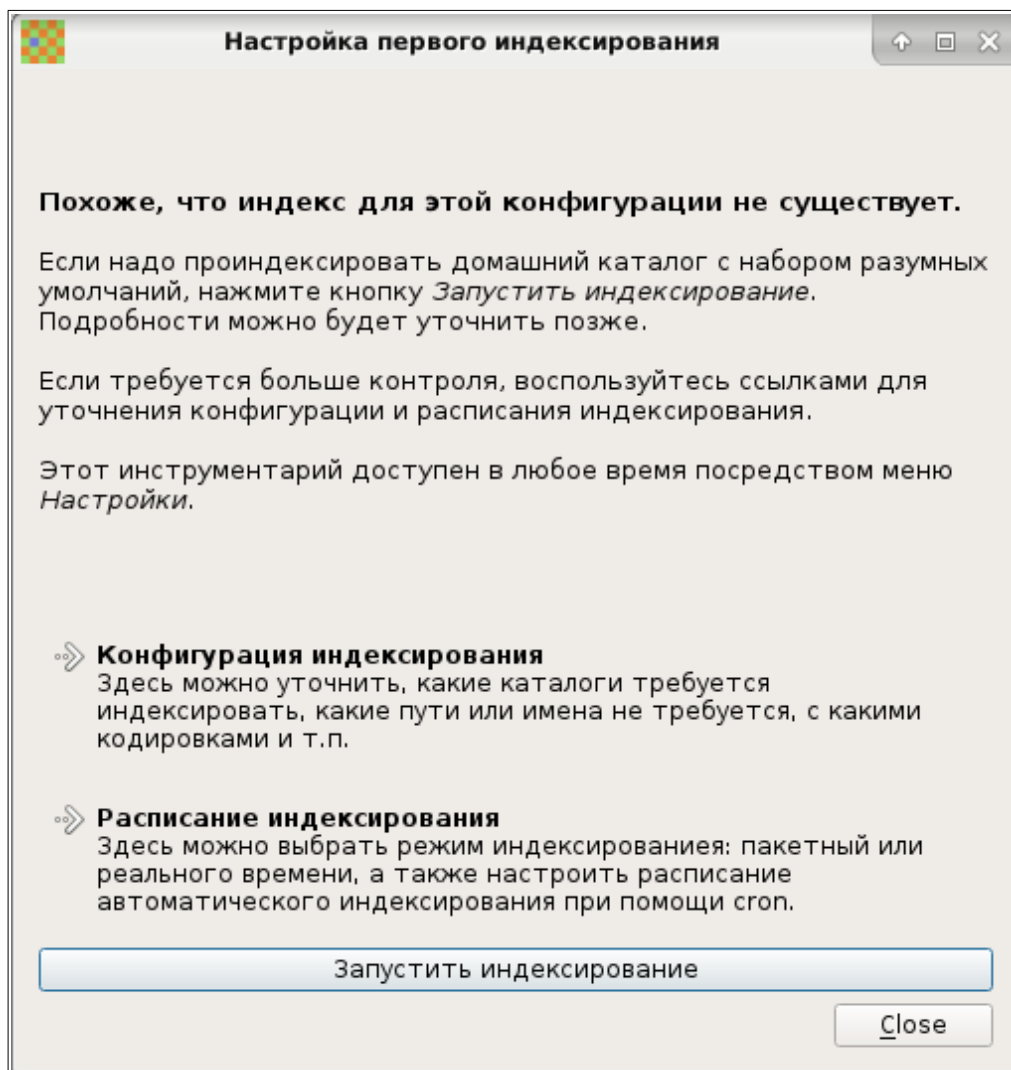 Настройка первого индексирования
Похоже, что индекс для этой конфигурации не существует.
Если надо проиндексировать домашний каталог с набором разумных
умолчаний, нажмите кнопку Запустить индексирование.
Подробности можно будет уточнить позже.
Если требуется больше контроля, воспользуйтесь ссылками для
уточнения конфигурации и расписания индексирования.
Этот инструментарий доступен в любое время посредством меню
Настройки.
Конфигурация индексирования
Здесь можно уточнить, какие каталоги требуется
индексировать, какие пути или имена не требуется, с какими
кодировками и т.п.
Расписание индексирования
Здесь можно выбрать режим индексированиея: пакетный или
реального времени, а также настроить расписание
автоматического индексирования при помощи cron.
Запустить индексирование
Close